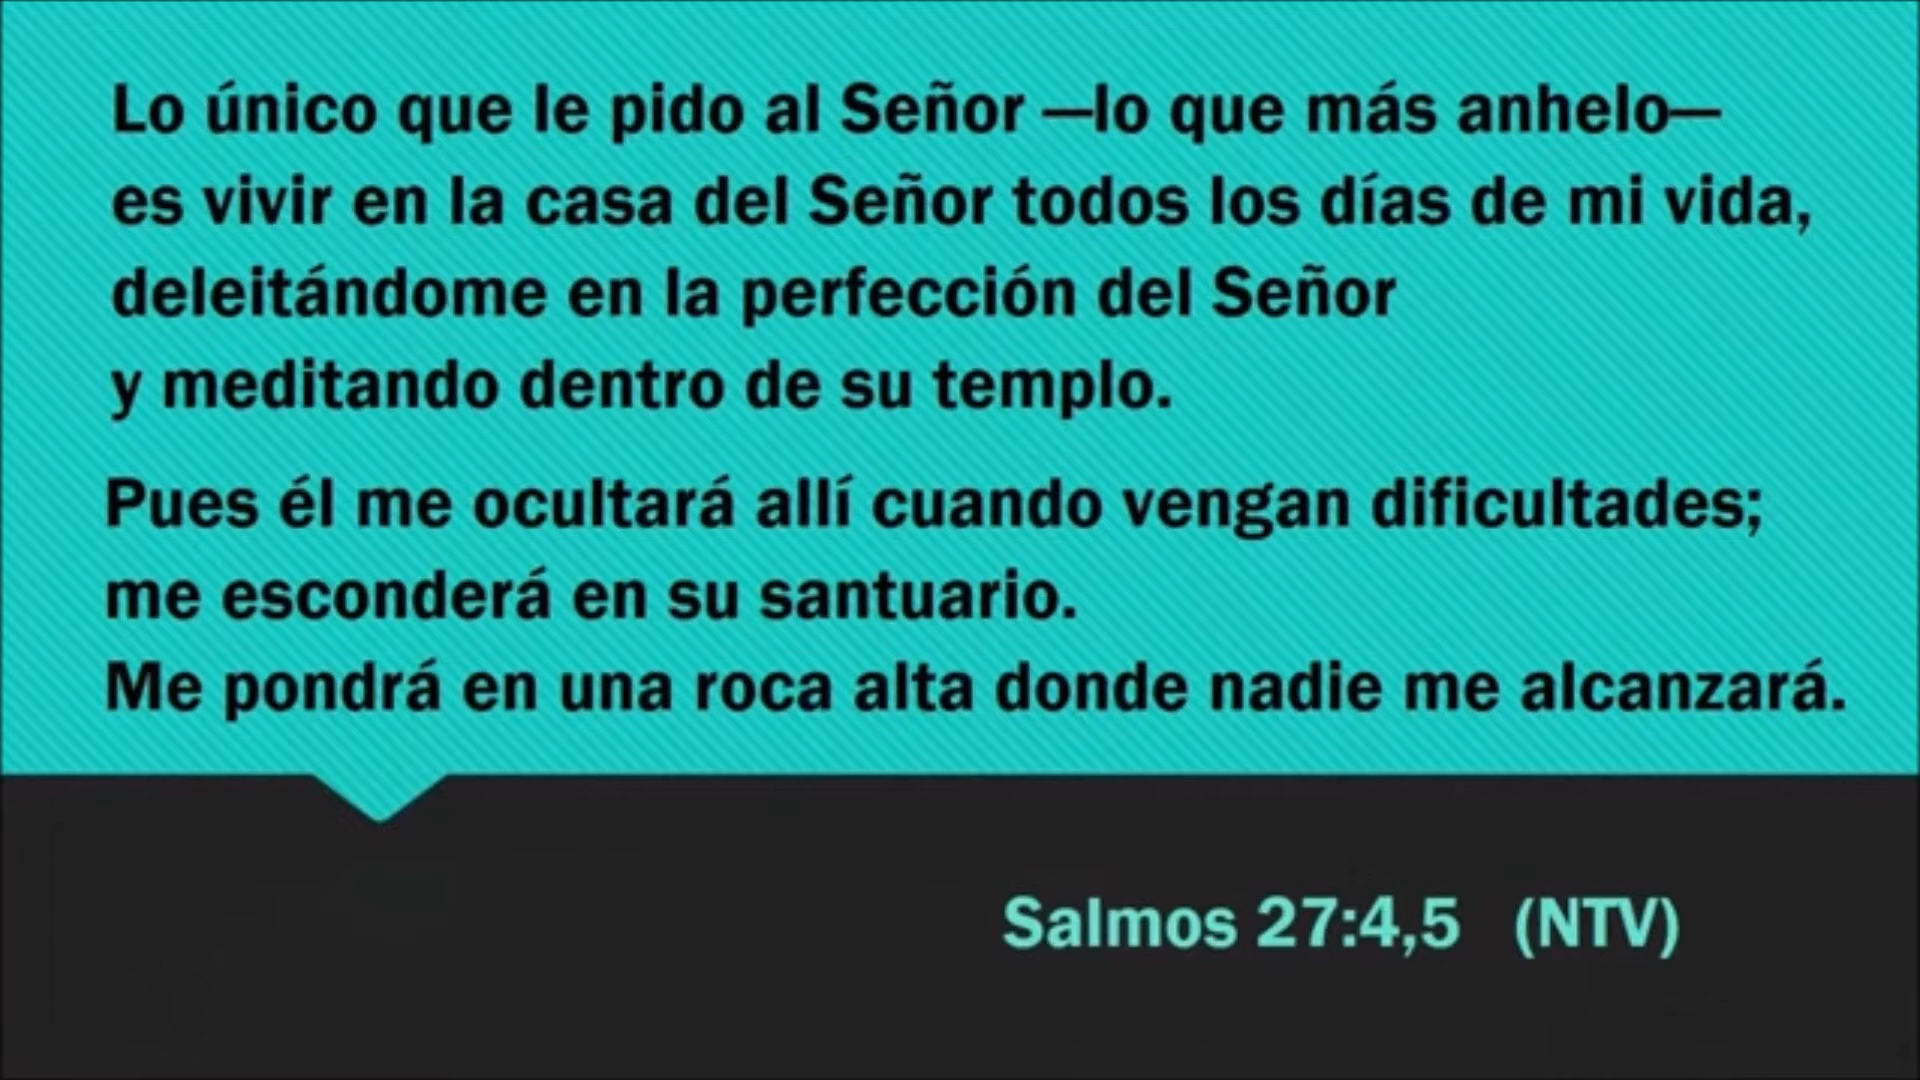 Lo único que le pido al Señor —lo que más anhelo—
es vivir en la casa del Señor todos los días de mi vida,
deleitándome en la perfección del Señor
y meditando dentro de su templo.
Pues él me ocultará allí cuando vengan dificultades;
me esconderá en su santuario.
Me pondrá en una roca alta donde nadie me alcanzará.
Salmos 27:4,5 (NTV)